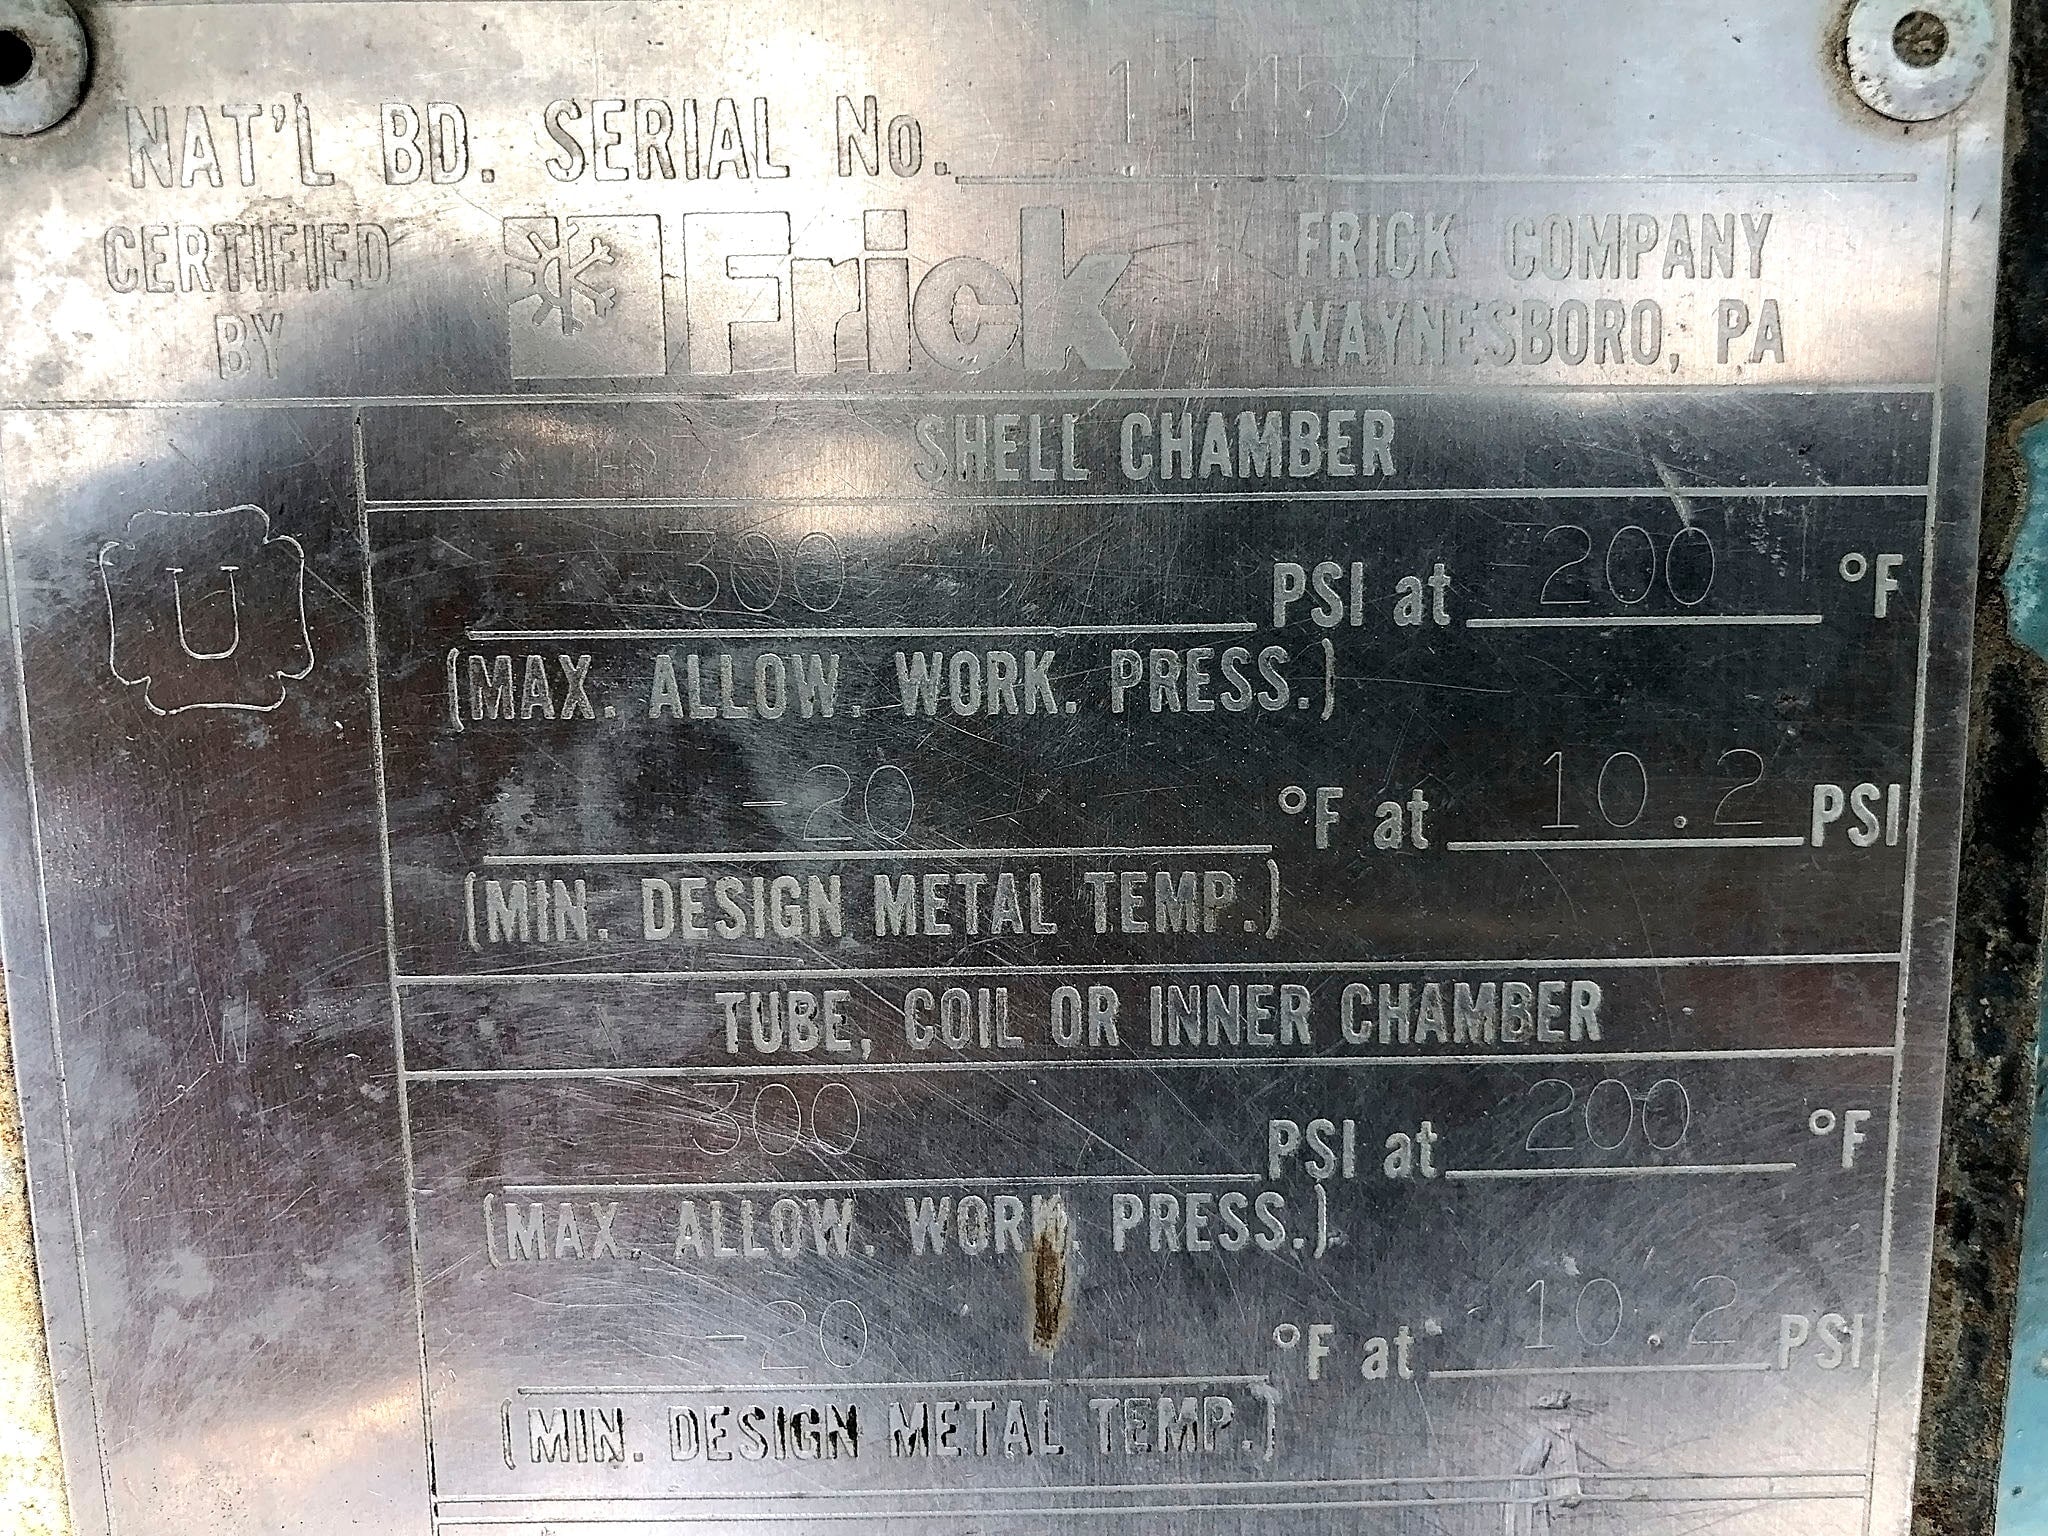 NAT'L BD. SERIAL No. 114577
CERTIFIED BY
Frick
FRICK COMPANY
WAYNESBORO, PA
SHELL CHAMBER
U
300 PSI at 200 °F
(MAX. ALLOW. WORK. PRESS.)
-20 °F at 10.2 PSI
(MIN. DESIGN METAL TEMP.)
W
TUBE, COIL OR INNER CHAMBER
300 PSI at 200 °F
(MAX. ALLOW. WORK. PRESS.)
-20 °F at 10.2 PSI
(MIN. DESIGN METAL TEMP.)